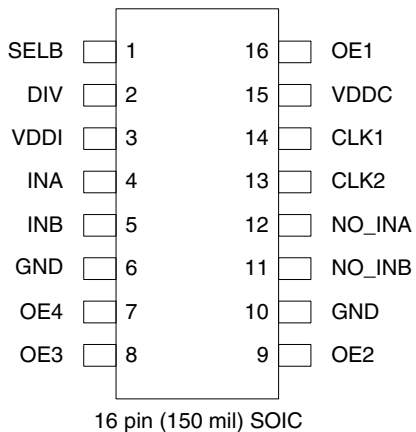 SELB 1 16 OE1
DIV 2 15 VDDC
VDDI 3 14 CLK1
INA 4 13 CLK2
INB 5 12 NO_INA
GND 6 11 NO_INB
OE4 7 10 GND
OE3 8 9 OE2
16 pin (150 mil) SOIC